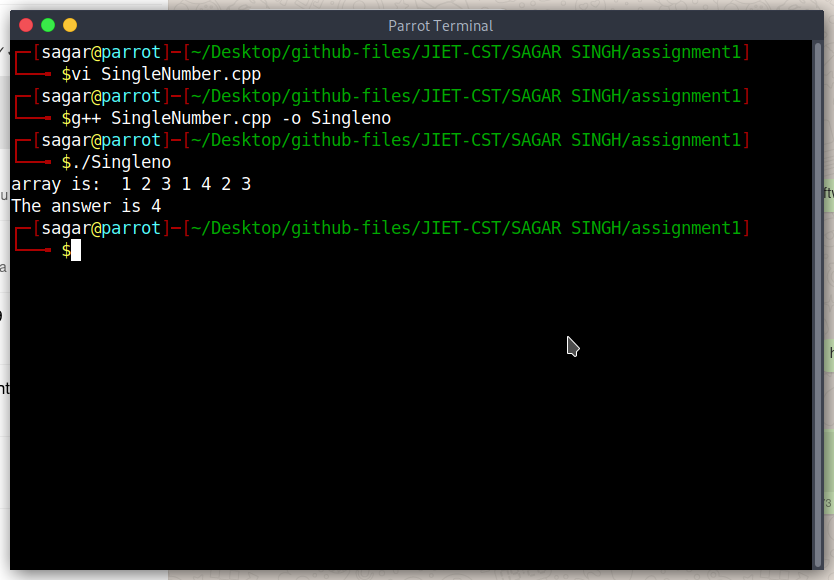 Parrot Terminal
[sagar@parrot]─[~/Desktop/github-files/JIET-CST/SAGAR SINGH/assignment1]
$vi SingleNumber.cpp
[sagar@parrot]─[~/Desktop/github-files/JIET-CST/SAGAR SINGH/assignment1]
$g++ SingleNumber.cpp -o Singleno
[sagar@parrot]─[~/Desktop/github-files/JIET-CST/SAGAR SINGH/assignment1]
$./Singleno
array is:  1 2 3 1 4 2 3
The answer is 4
[sagar@parrot]─[~/Desktop/github-files/JIET-CST/SAGAR SINGH/assignment1]
$